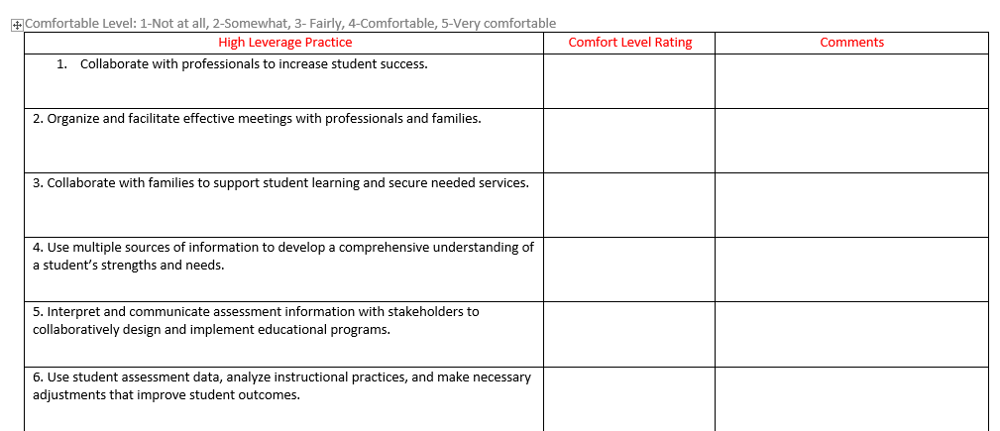 Comfortable Level: 1-Not at all, 2-Somewhat, 3- Fairly, 4-Comfortable, 5-Very comfortable
High Leverage Practice Comfort Level Rating Comments
1. Collaborate with professionals to increase student success.
2. Organize and facilitate effective meetings with professionals and families.
3. Collaborate with families to support student learning and secure needed services.
4. Use multiple sources of information to develop a comprehensive understanding of
a student’s strengths and needs.
5. Interpret and communicate assessment information with stakeholders to
collaboratively design and implement educational programs.
6. Use student assessment data, analyze instructional practices, and make necessary
adjustments that improve student outcomes.